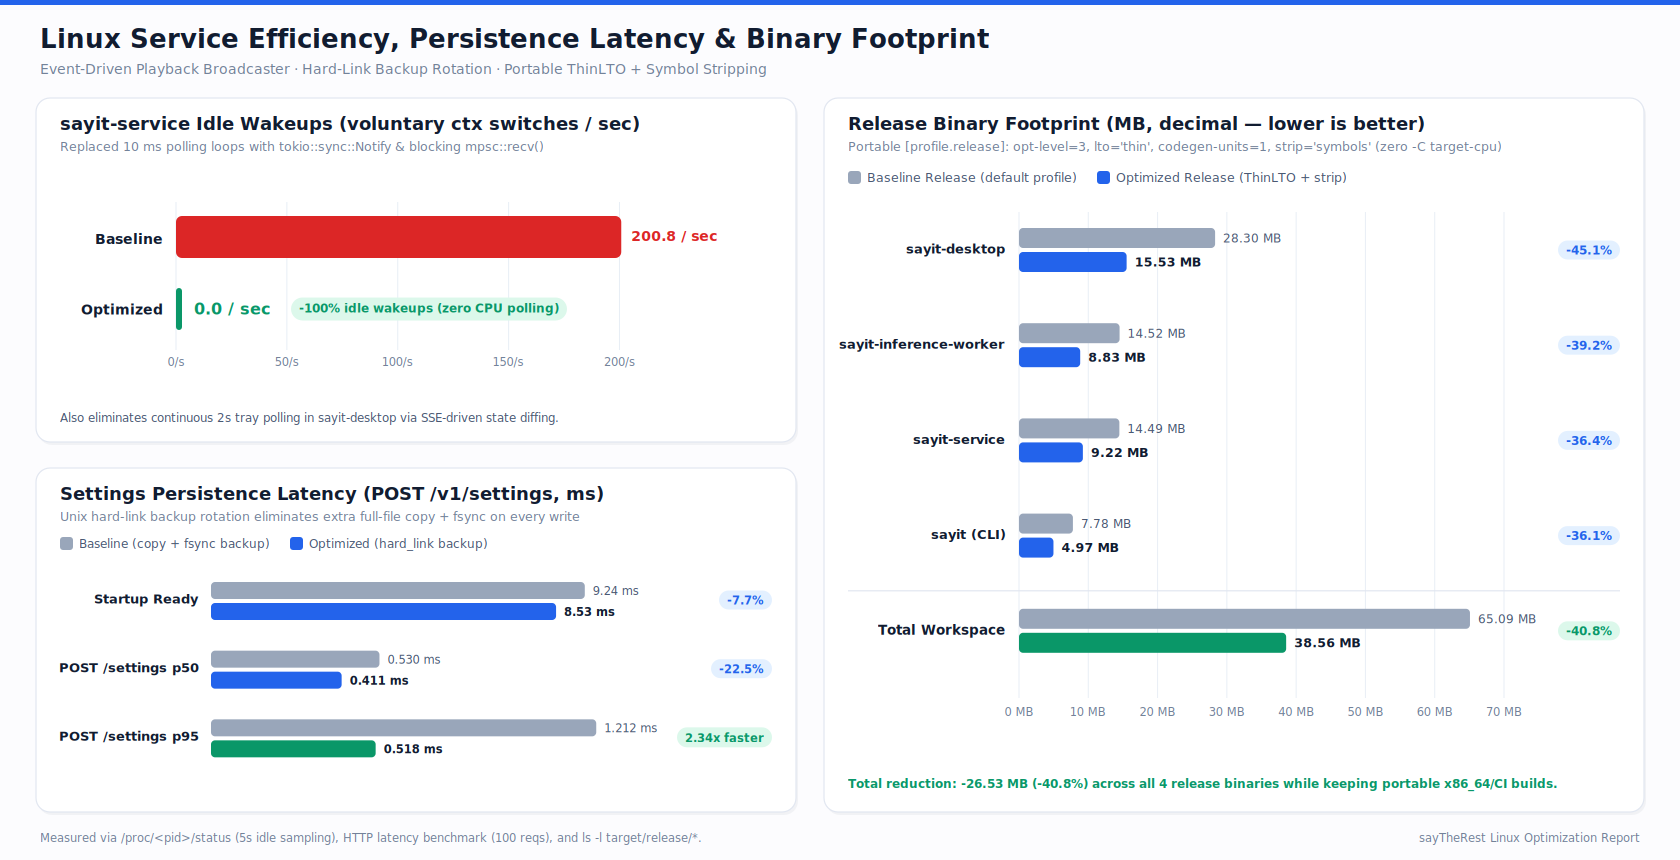 Linux Service Efficiency, Persistence Latency & Binary Footprint
Event-Driven Playback Broadcaster · Hard-Link Backup Rotation · Portable ThinLTO + Symbol Stripping
sayit-service Idle Wakeups (voluntary ctx switches / sec)
Replaced 10 ms polling loops with tokio::sync::Notify & blocking mpsc::recv()
Baseline 200.8 / sec
Optimized 0.0 / sec -100% idle wakeups (zero CPU polling)
0/s 50/s 100/s 150/s 200/s
Also eliminates continuous 2s tray polling in sayit-desktop via SSE-driven state diffing.
Settings Persistence Latency (POST /v1/settings, ms)
Unix hard-link backup rotation eliminates extra full-file copy + fsync on every write
Baseline (copy + fsync backup) Optimized (hard_link backup)
9.24 ms
Startup Ready -7.7%
8.53 ms
0.530 ms
POST /settings p50 -22.5%
0.411 ms
1.212 ms
POST /settings p95 2.34x faster
0.518 ms
Release Binary Footprint (MB, decimal — lower is better)
Portable [profile.release]: opt-level=3, lto='thin', codegen-units=1, strip='symbols' (zero -C target-cpu)
Baseline Release (default profile) Optimized Release (ThinLTO + strip)
28.30 MB
sayit-desktop -45.1%
15.53 MB
14.52 MB
sayit-inference-worker -39.2%
8.83 MB
14.49 MB
sayit-service -36.4%
9.22 MB
7.78 MB
sayit (CLI) -36.1%
4.97 MB
65.09 MB
Total Workspace -40.8%
38.56 MB
0 MB 10 MB 20 MB 30 MB 40 MB 50 MB 60 MB 70 MB
Total reduction: -26.53 MB (-40.8%) across all 4 release binaries while keeping portable x86_64/CI builds.
Measured via /proc/<pid>/status (5s idle sampling), HTTP latency benchmark (100 reqs), and ls -l target/release/*.
sayTheRest Linux Optimization Report